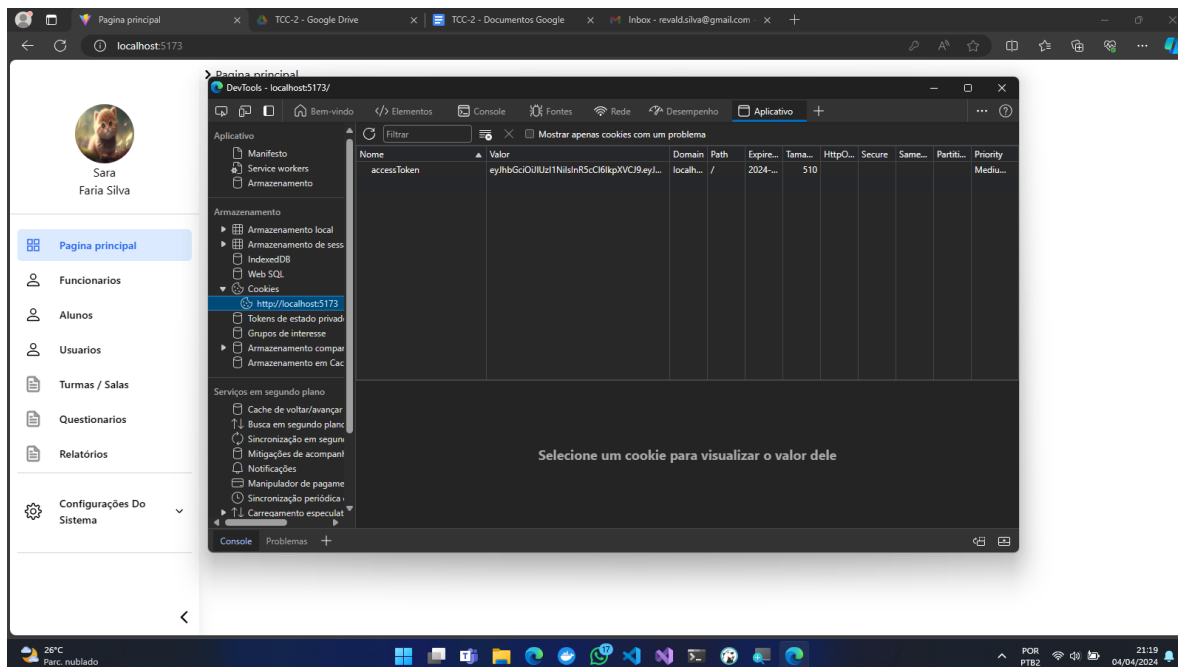 Pagina principal
TCC-2 - Google Drive
TCC-2 - Documentos Google
Inbox - revald.silva@gmail.com -
localhost:5173
Pagina principal
DevTools - localhost:5173/
Bem-vindo
Elementos
Console
Fontes
Rede
Desempenho
Aplicativo
Aplicativo
Manifesto
Service workers
Armazenamento
Armazenamento
Armazenamento local
Armazenamento de sess
IndexedDB
Web SQL
Cookies
http://localhost:5173
Tokens de estado privad
Grupos de interesse
Armazenamento compar
Armazenamento em Cac
Serviços em segundo plano
Cache de voltar/avançar
Busca em segundo plano
Sincronização em segun
Mitigações de acompanh
Notificações
Manipulador de pagame
Sincronização periódica
Carregamento especulat
Filtrar
Mostrar apenas cookies com um problema
Nome Valor Domain Path Expire... Tama... HttpO... Secure Same... Partiti... Priority
accessToken eyJhbGciOiJIUzI1NiIsInR5cCI6IkpXVCJ9.eyJ... localh... / 2024-... 510 Mediu...
Selecione um cookie para visualizar o valor dele
Console
Problemas
Sara
Faria Silva
Pagina principal
Funcionarios
Alunos
Usuarios
Turmas / Salas
Questionarios
Relatórios
Configurações Do
Sistema
26°C
Parc. nublado
17
POR
PTB2
21:19
04/04/2024